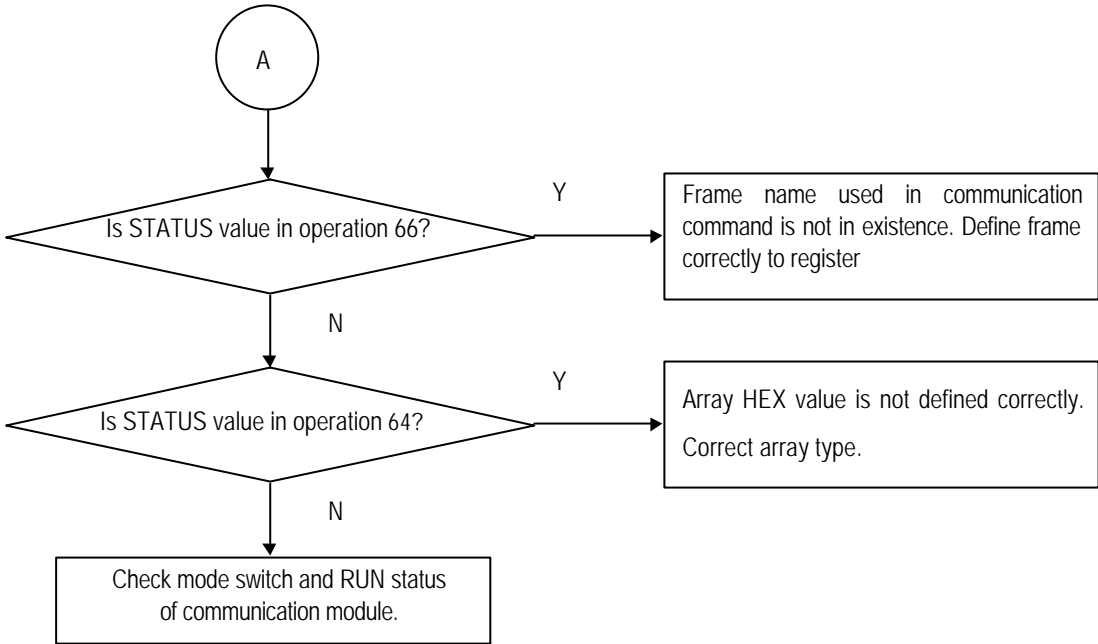 A
Is STATUS value in operation 66?
Y
Frame name used in communication
command is not in existence. Define frame
correctly to register
N
Is STATUS value in operation 64?
Y
Array HEX value is not defined correctly.
Correct array type.
N
Check mode switch and RUN status
of communication module.